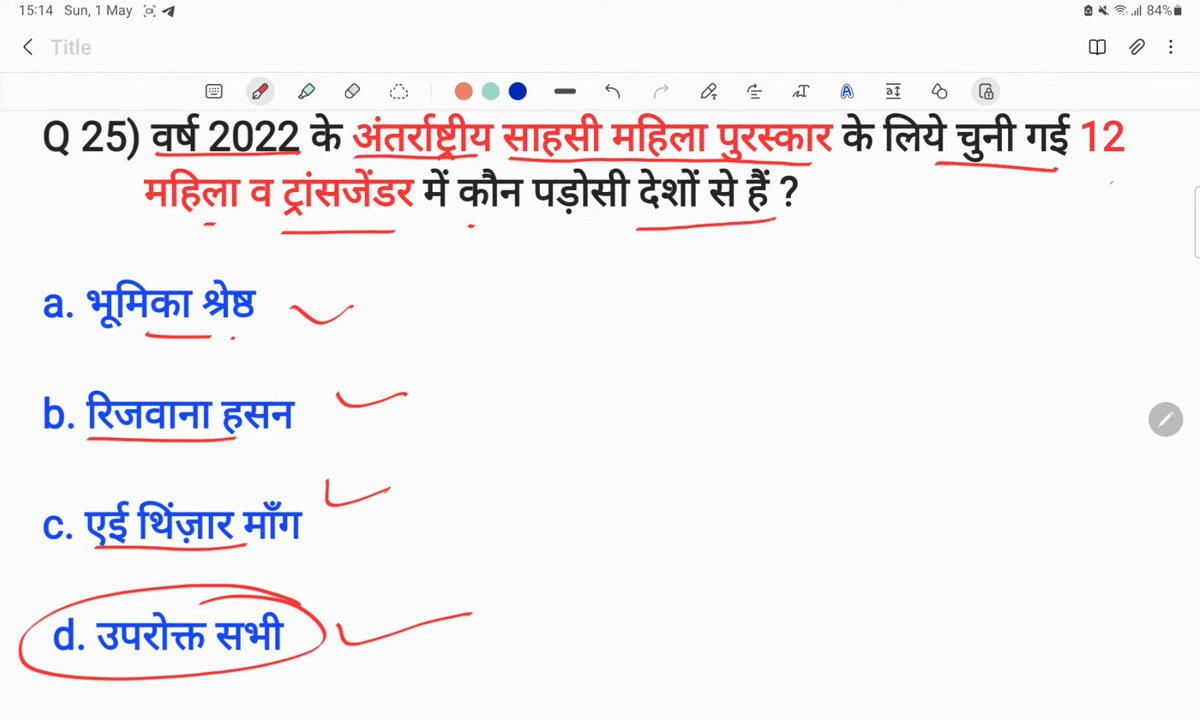 15:14 Sun, 1 May 84%
Title
Q 25) वर्ष 2022 के अंतर्राष्ट्रीय साहसी महिला पुरस्कार के लिये चुनी गई 12
महिला व ट्रांसजेंडर में कौन पड़ोसी देशों से हैं ?
a. भूमिका श्रेष्ठ
b. रिजवाना हसन
c. एई थिंज़ार माँग
d. उपरोक्त सभी